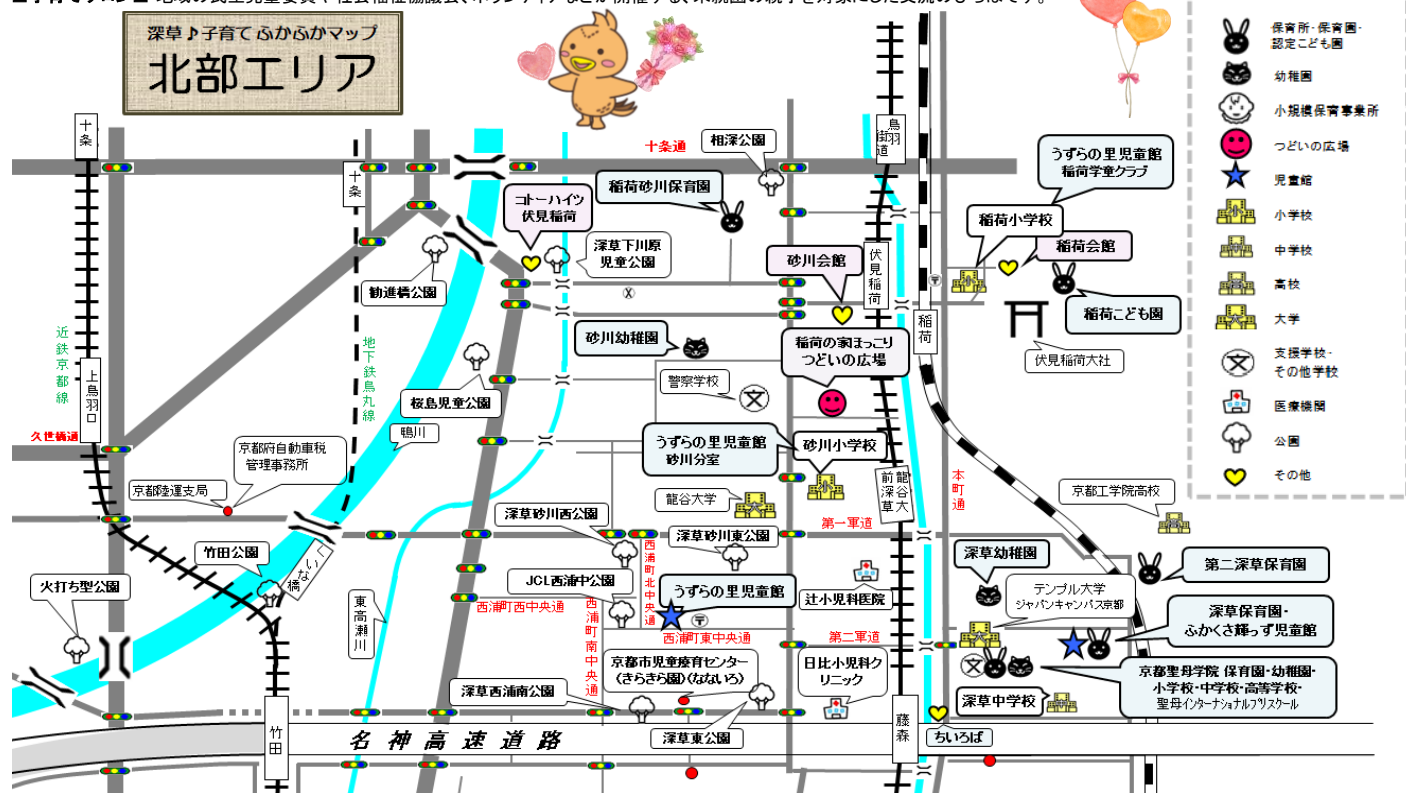 深草♪子育て ふかふかマップ
北部エリア
保育所・保育園・
認定こども園
幼稚園
小規模保育事業所
つどいの広場
児童館
小学校
中学校
高校
大学
支援学校・
その他学校
医療機関
公園
その他
十条
十条
十条通
相深公園
鳥羽街道
うずらの里児童館
稲荷学童クラブ
稲荷砂川保育園
コトーハイツ
伏見稲荷
深草下川原
児童公園
稲荷小学校
稲荷会館
砂川会館
伏見稲荷
勧進橋公園
稲荷こども園
稲荷
伏見稲荷大社
近鉄京都線
地下鉄烏丸線
砂川幼稚園
稲荷の家ほっこり
つどいの広場
上鳥羽口
警察学校
桜島児童公園
鴨川
久世橋通
京都府自動車税
管理事務所
うずらの里児童館
砂川分室
砂川小学校
龍谷大前深草
本町通
京都陸運支局
龍谷大学
京都工学院高校
深草砂川西公園
深草砂川東公園
第一軍道
竹田公園
くいなばし
火打ち型公園
JCL西浦中公園
西浦町北中央通
うずらの里児童館
辻小児科医院
深草幼稚園
テンプル大学
ジャパンキャンパス京都
第二深草保育園
東高瀬川
西浦町西中央通
西浦町南中央通
西浦町東中央通
第二軍道
深草保育園・
ふかくさ輝っず児童館
京都市児童療育センター
〈きらきら園〉〈なないろ〉
日比小児科ク
リニック
京都聖母学院 保育園・幼稚園・
小学校・中学校・高等学校・
聖母インターナショナルプリスクール
深草西浦南公園
深草中学校
竹田
名神高速道路
深草東公園
藤森
ちいろば